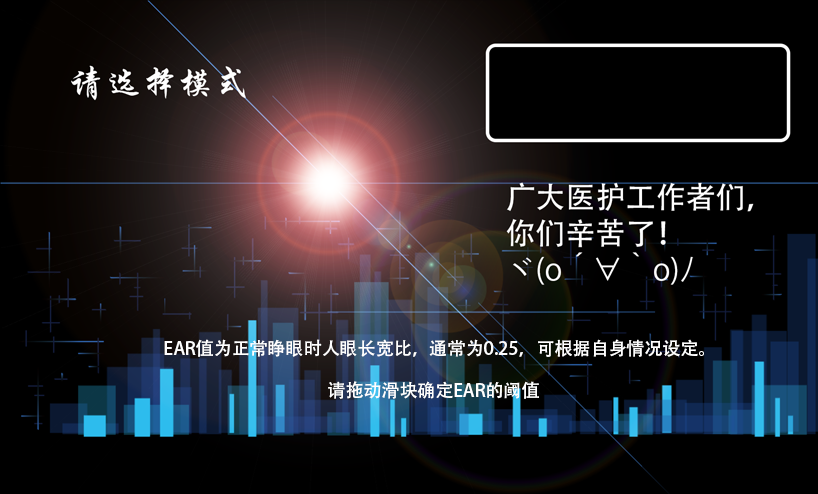 请选择模式
广大医护工作者们,
你们辛苦了!
ヾ(o´∀｀o)ﾉ
EAR值为正常睁眼时人眼长宽比，通常为0.25，可根据自身情况设定。
请拖动滑块确定EAR的阈值